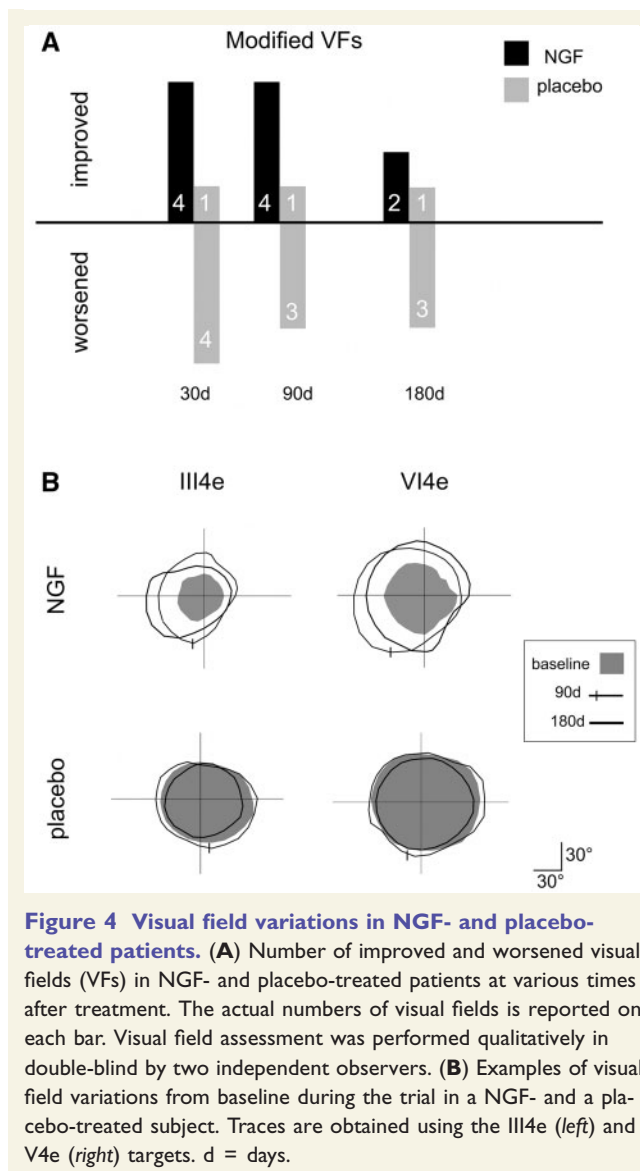 A
Modified VFs
NGF
placebo
improved
worsened
4 1 4 1 2 1
4 3 3
30d 90d 180d
B
III4e VI4e
NGF
placebo
baseline
90d
180d
30°
30°
Figure 4 Visual field variations in NGF- and placebo-
treated patients. (A) Number of improved and worsened visual
fields (VFs) in NGF- and placebo-treated patients at various times
after treatment. The actual numbers of visual fields is reported on
each bar. Visual field assessment was performed qualitatively in
double-blind by two independent observers. (B) Examples of visual
field variations from baseline during the trial in a NGF- and a pla-
cebo-treated subject. Traces are obtained using the III4e (left) and
V4e (right) targets. d = days.